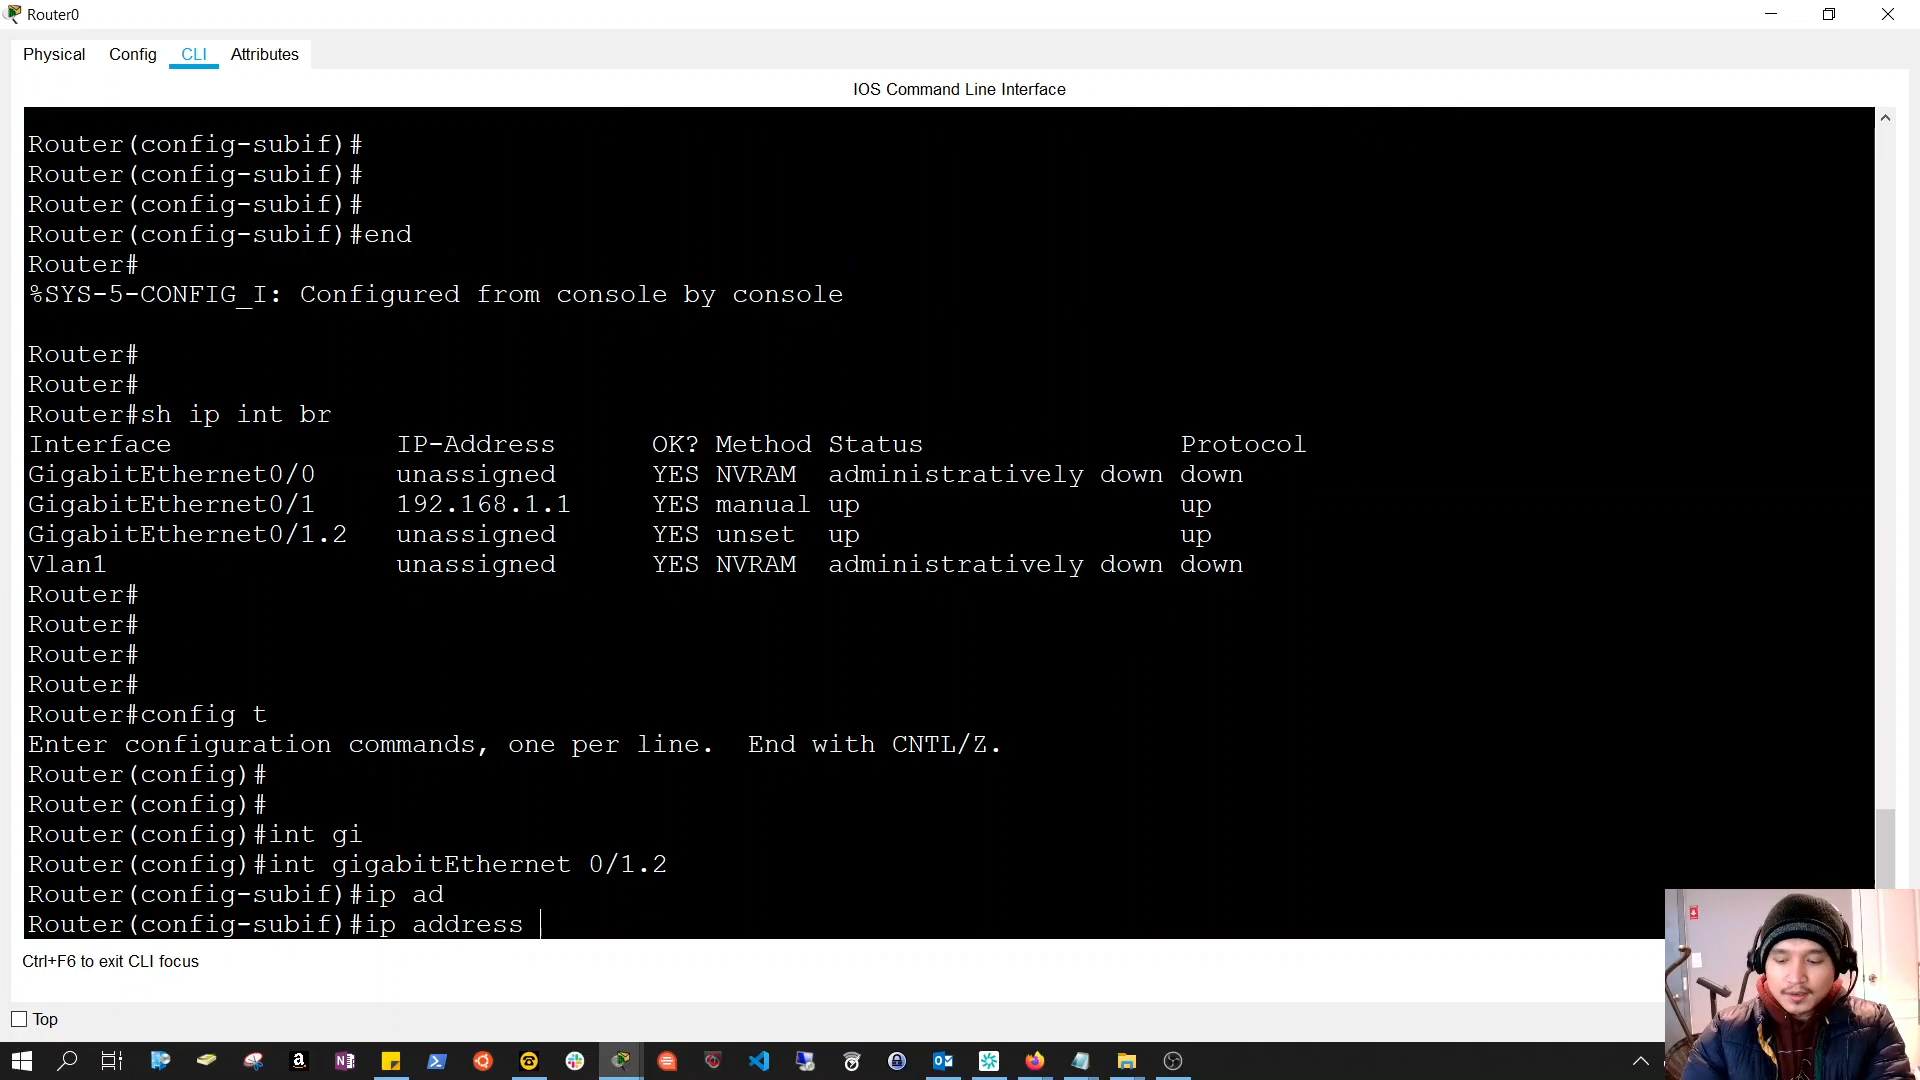 Router0
Physical Config CLI Attributes
IOS Command Line Interface
Router(config-subif)#
Router(config-subif)#
Router(config-subif)#
Router(config-subif)#end
Router#
%SYS-5-CONFIG_I: Configured from console by console
Router#
Router#
Router#sh ip int br
Interface IP-Address OK? Method Status Protocol
GigabitEthernet0/0 unassigned YES NVRAM administratively down down
GigabitEthernet0/1 192.168.1.1 YES manual up up
GigabitEthernet0/1.2 unassigned YES unset up up
Vlan1 unassigned YES NVRAM administratively down down
Router#
Router#
Router#
Router#
Router#config t
Enter configuration commands, one per line. End with CNTL/Z.
Router(config)#
Router(config)#
Router(config)#int gi
Router(config)#int gigabitEthernet 0/1.2
Router(config-subif)#ip ad
Router(config-subif)#ip address
Ctrl+F6 to exit CLI focus
Top